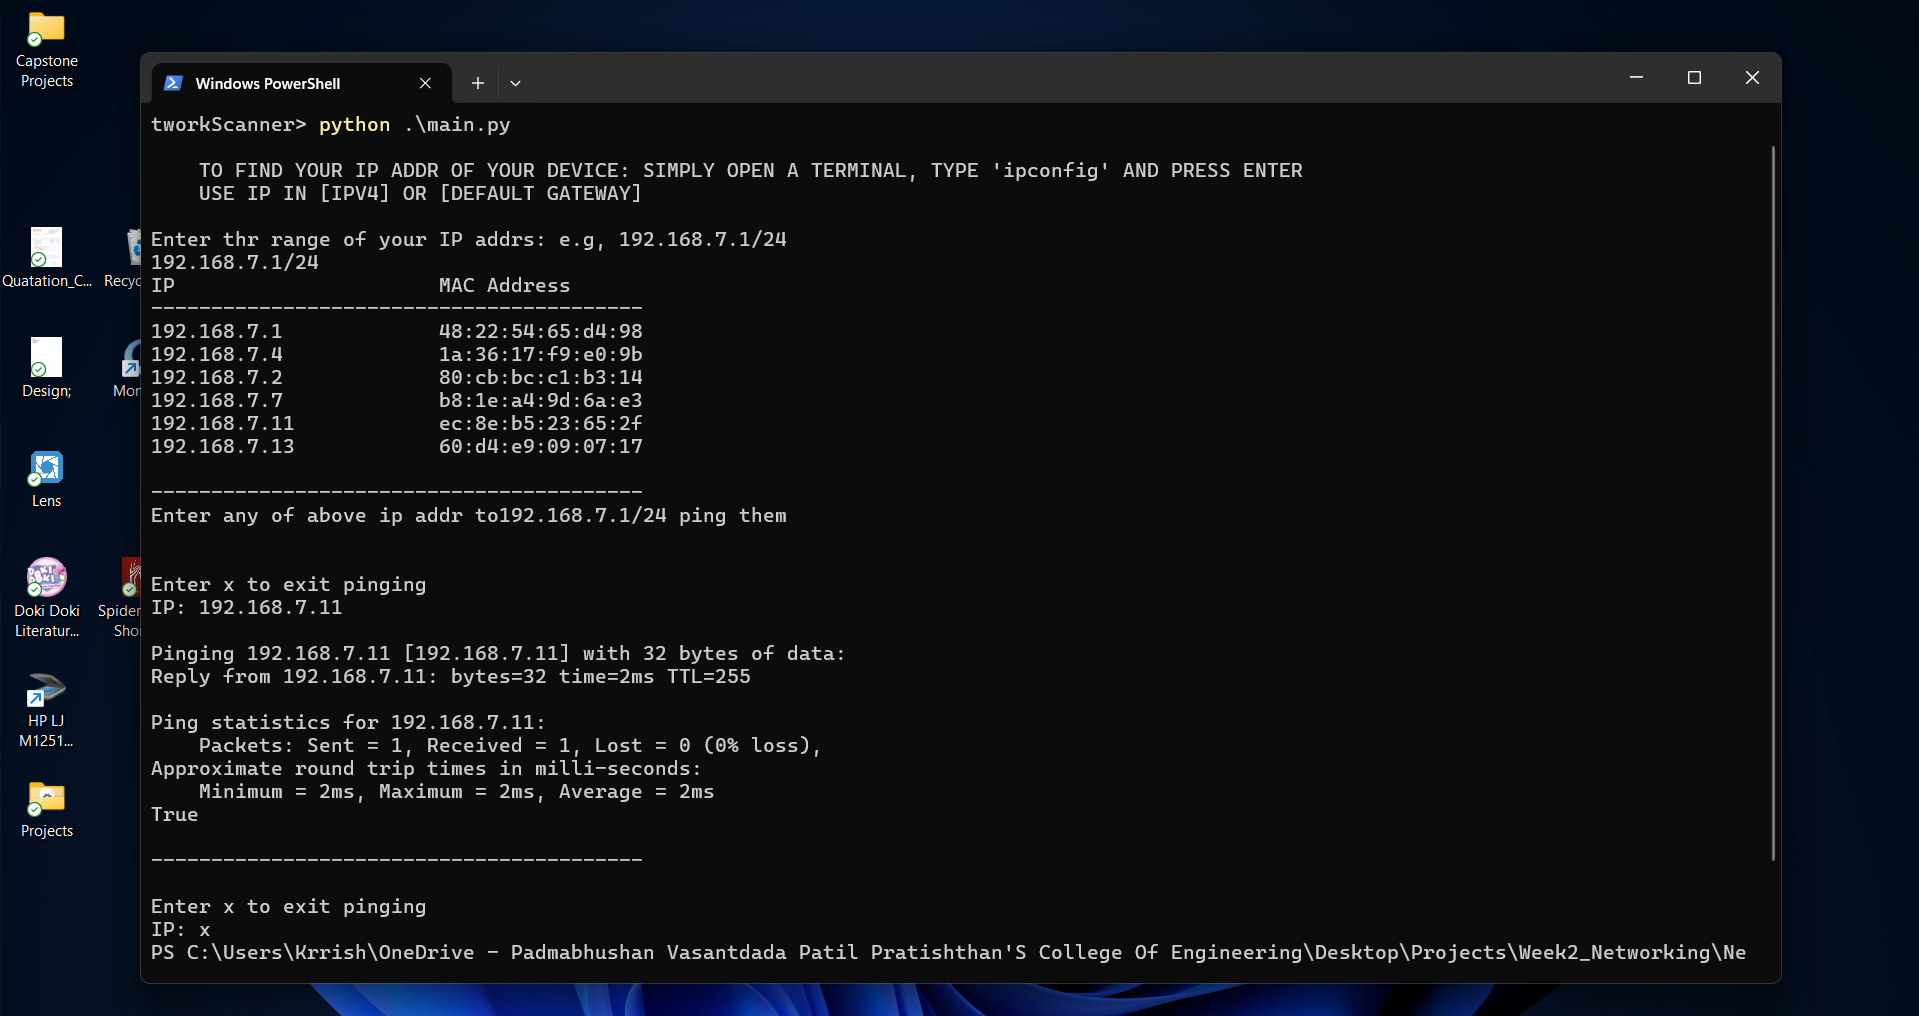 Capstone
Projects
Quatation_C...
Recyc
Design;
Mor
Lens
Doki Doki
Literatur...
Spider
Sho
HP LJ
M1251...
Projects
Windows PowerShell
tworkScanner> python .\main.py
TO FIND YOUR IP ADDR OF YOUR DEVICE: SIMPLY OPEN A TERMINAL, TYPE 'ipconfig' AND PRESS ENTER
USE IP IN [IPV4] OR [DEFAULT GATEWAY]
Enter thr range of your IP addrs: e.g, 192.168.7.1/24
192.168.7.1/24
IP MAC Address
-----------------------------------------
192.168.7.1 48:22:54:65:d4:98
192.168.7.4 1a:36:17:f9:e0:9b
192.168.7.2 80:cb:bc:c1:b3:14
192.168.7.7 b8:1e:a4:9d:6a:e3
192.168.7.11 ec:8e:b5:23:65:2f
192.168.7.13 60:d4:e9:09:07:17
-----------------------------------------
Enter any of above ip addr to192.168.7.1/24 ping them
Enter x to exit pinging
IP: 192.168.7.11
Pinging 192.168.7.11 [192.168.7.11] with 32 bytes of data:
Reply from 192.168.7.11: bytes=32 time=2ms TTL=255
Ping statistics for 192.168.7.11:
Packets: Sent = 1, Received = 1, Lost = 0 (0% loss),
Approximate round trip times in milli-seconds:
Minimum = 2ms, Maximum = 2ms, Average = 2ms
True
-----------------------------------------
Enter x to exit pinging
IP: x
PS C:\Users\Krrish\OneDrive - Padmabhushan Vasantdada Patil Pratishthan'S College Of Engineering\Desktop\Projects\Week2_Networking\Ne